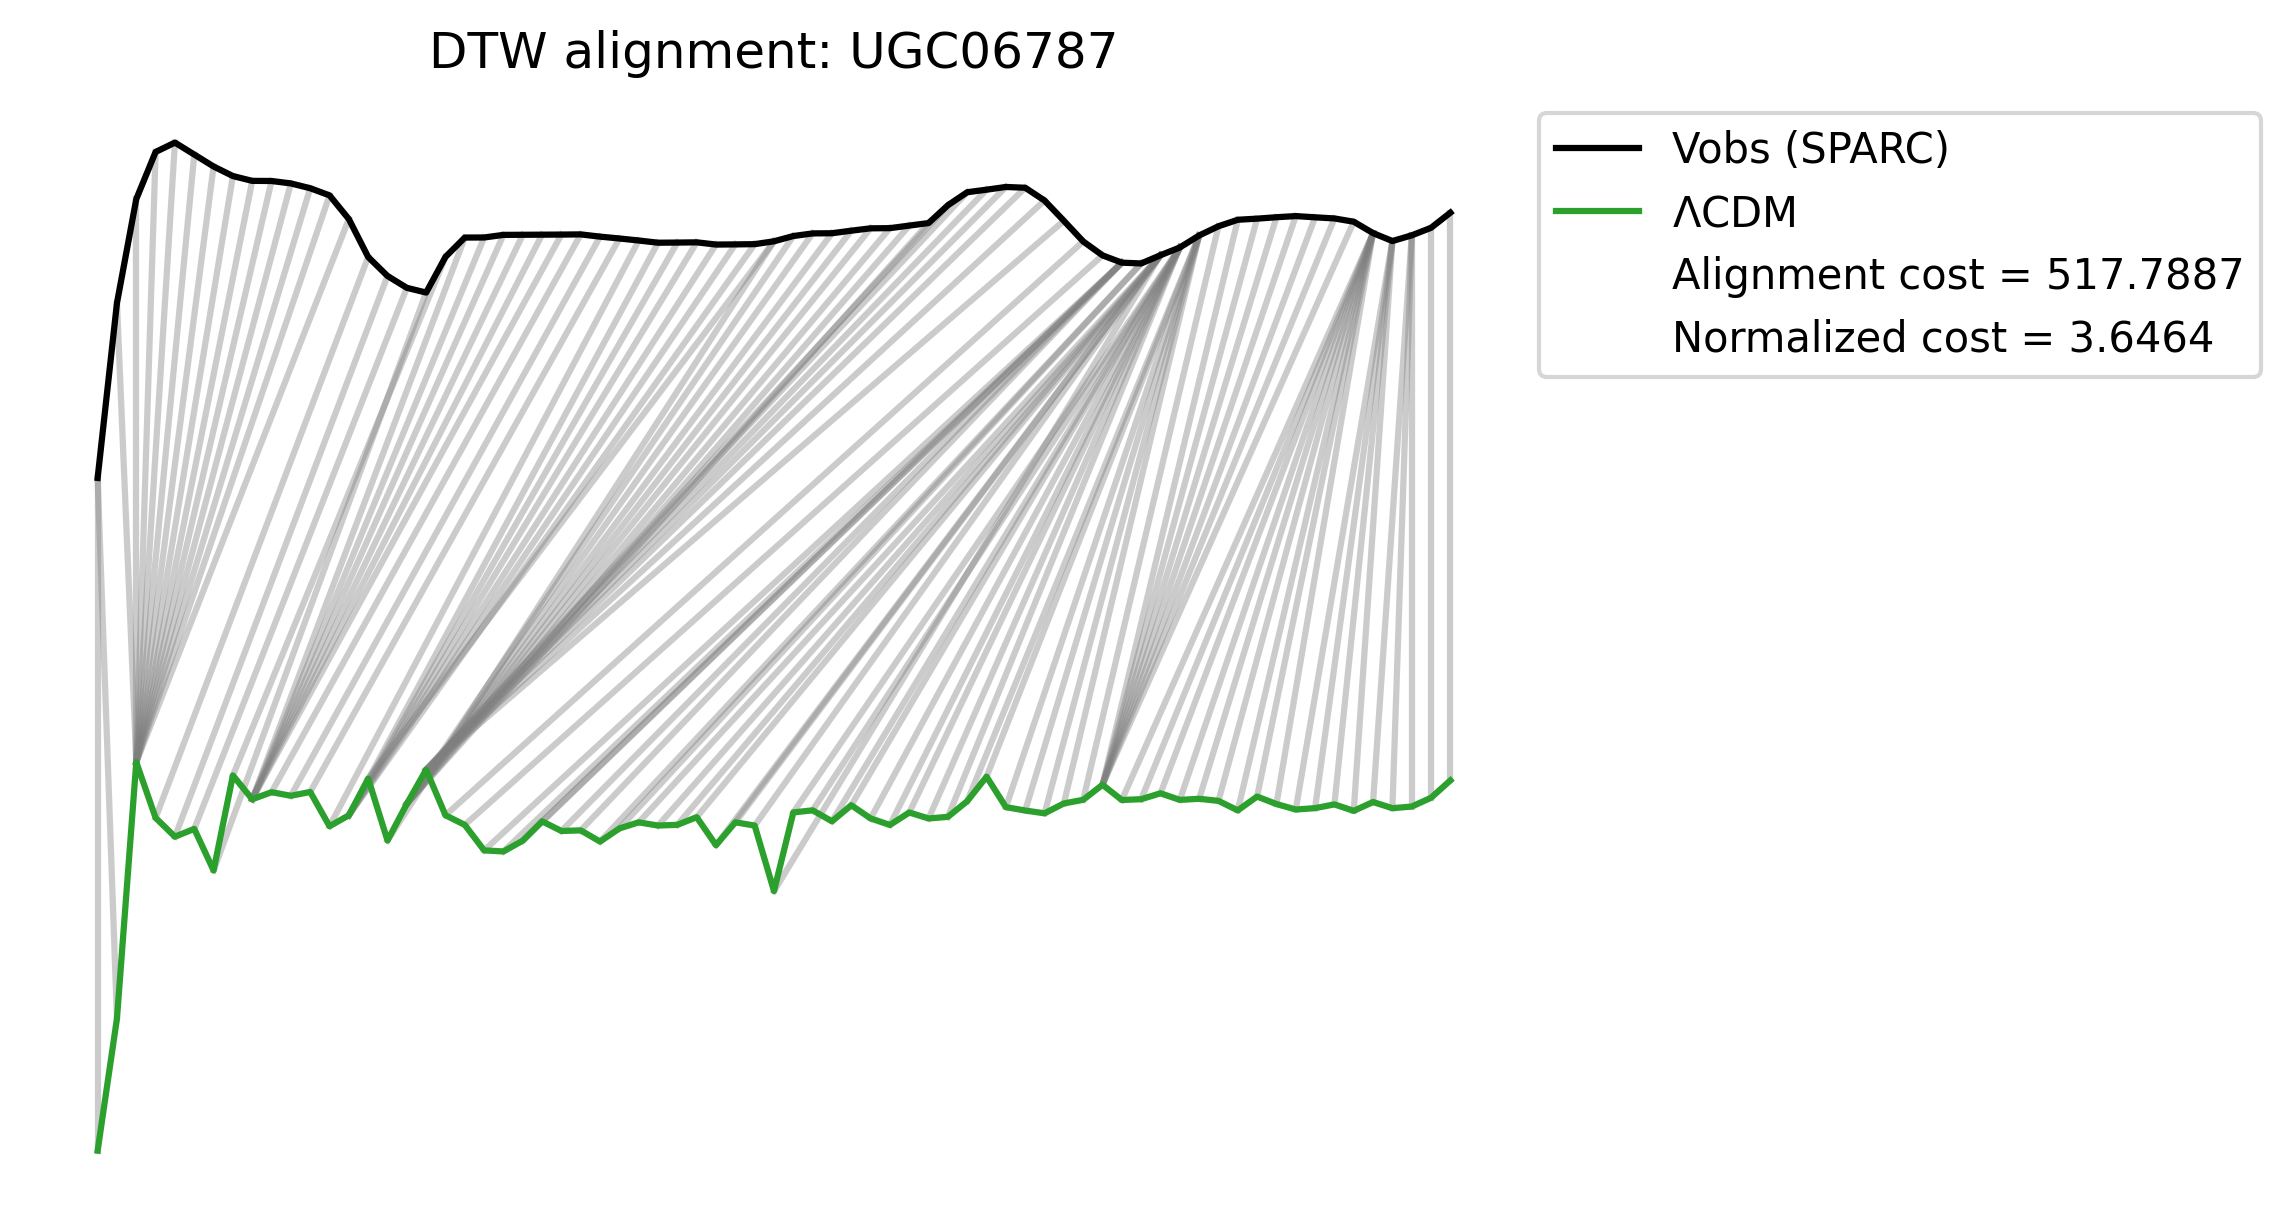 DTW alignment: UGC06787
Vobs (SPARC)
ΛCDM
Alignment cost = 517.7887
Normalized cost = 3.6464